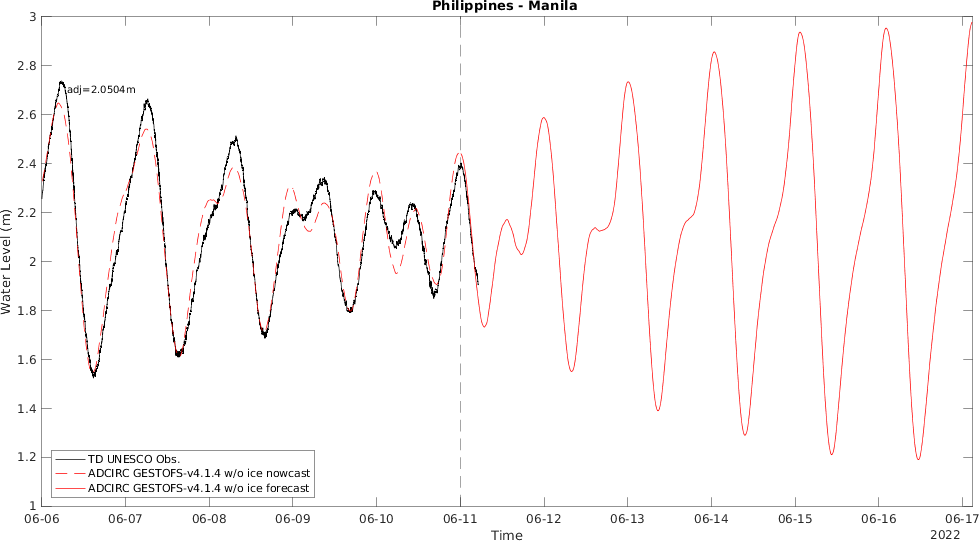 Philippines - Manila
adj=2.0504m
Water Level (m)
3
2.8
2.6
2.4
2.2
2
1.8
1.6
1.4
1.2
1
TD UNESCO Obs.
ADCIRC GESTOFS-v4.1.4 w/o ice nowcast
ADCIRC GESTOFS-v4.1.4 w/o ice forecast
06-06 06-07 06-08 06-09 06-10 06-11 06-12 06-13 06-14 06-15 06-16 06-17
Time
2022